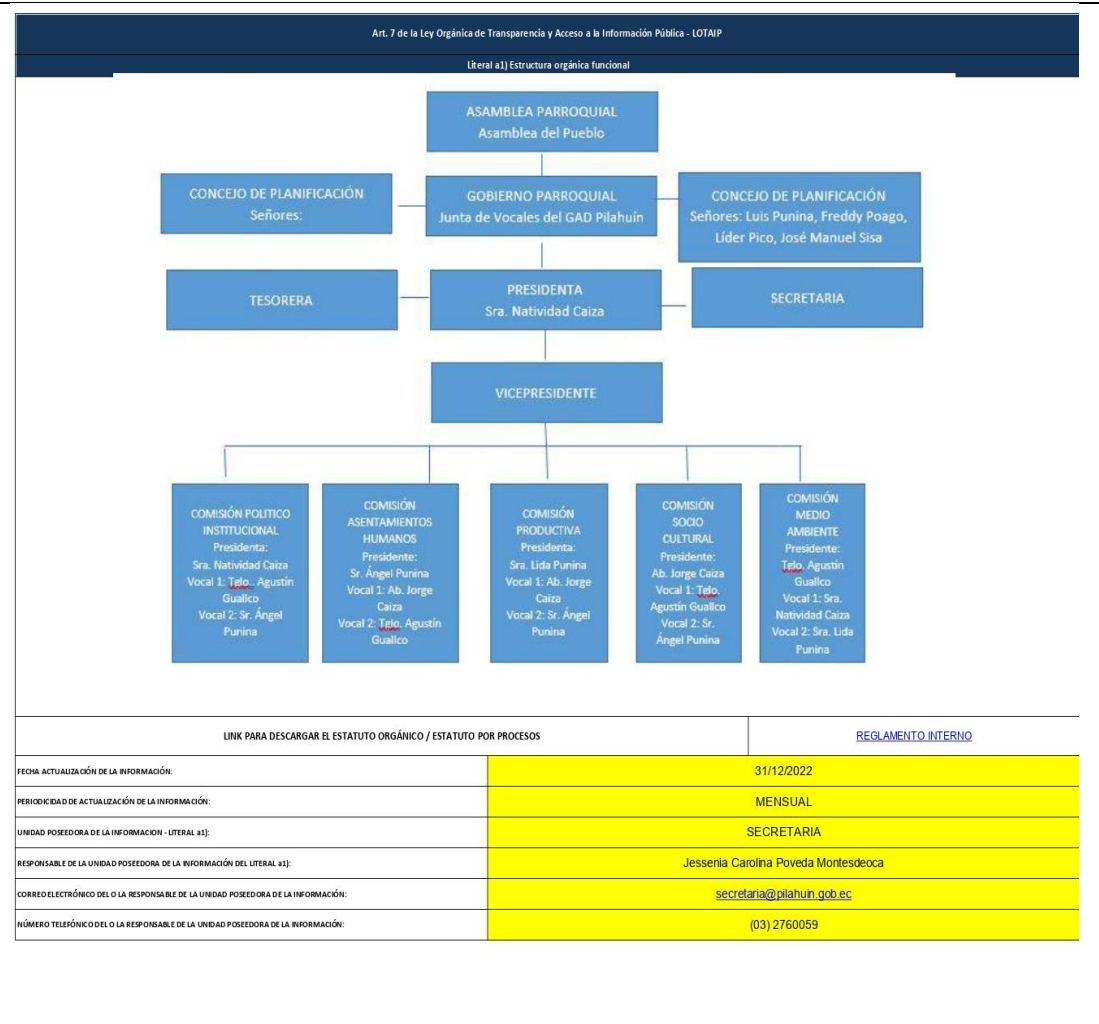 Art. 7 de la Ley Orgánica de Transparencia y Acceso a la Información Pública - LOTAIP
Literal a1) Estructura orgánica funcional
ASAMBLEA PARROQUIAL
Asamblea del Pueblo
CONCEJO DE PLANIFICACIÓN
Señores:
GOBIERNO PARROQUIAL
Junta de Vocales del GAD Pilahuín
CONCEJO DE PLANIFICACIÓN
Señores: Luis Punina, Freddy Poago,
Líder Pico, José Manuel Sisa
TESORERA
PRESIDENTA
Sra. Natividad Caiza
SECRETARIA
VICEPRESIDENTE
COMISIÓN POLITICO
INSTITUCIONAL
Presidenta:
Sra. Natividad Caiza
Vocal 1: Tglo.. Agustín
Guallco
Vocal 2: Sr. Ángel
Punina
COMISIÓN
ASENTAMIENTOS
HUMANOS
Presidente:
Sr. Ángel Punina
Vocal 1: Ab. Jorge
Caiza
Vocal 2: Tglo. Agustín
Guallco
COMISIÓN
PRODUCTIVA
Presidenta:
Sra. Lida Punina
Vocal 1: Ab. Jorge
Caiza
Vocal 2: Sr. Ángel
Punina
COMISIÓN
SOCIO
CULTURAL
Presidente:
Ab. Jorge Caiza
Vocal 1: Tglo.
Agustín Guallco
Vocal 2: Sr.
Ángel Punina
COMISIÓN
MEDIO
AMBIENTE
Presidente:
Tglo. Agustín
Guallco
Vocal 1: Sra.
Natividad Caiza
Vocal 2: Sra. Lida
Punina
LINK PARA DESCARGAR EL ESTATUTO ORGÁNICO / ESTATUTO POR PROCESOS
REGLAMENTO INTERNO
FECHA ACTUALIZACIÓN DE LA INFORMACIÓN:
31/12/2022
PERIODICIDAD DE ACTUALIZACIÓN DE LA INFORMACIÓN:
MENSUAL
UNIDAD POSEEDORA DE LA INFORMACION - LITERAL a1):
SECRETARIA
RESPONSABLE DE LA UNIDAD POSEEDORA DE LA INFORMACIÓN DEL LITERAL a1):
Jessenia Carolina Poveda Montesdeoca
CORREO ELECTRÓNICO DEL O LA RESPONSABLE DE LA UNIDAD POSEEDORA DE LA INFORMACIÓN:
secretaria@pilahuin.gob.ec
NÚMERO TELEFÓNICO DEL O LA RESPONSABLE DE LA UNIDAD POSEEDORA DE LA INFORMACIÓN:
(03) 2760059